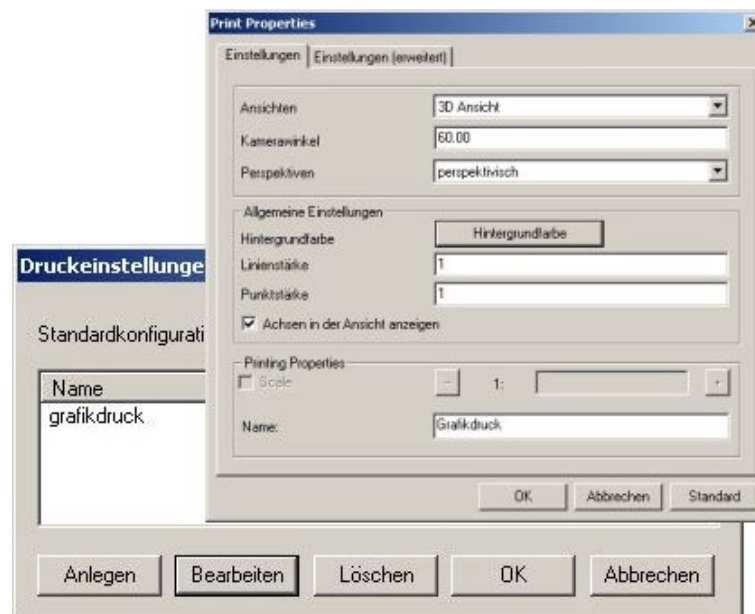 Print Properties
Einstellungen
Einstellungen (erweitert)
Ansichten
3D Ansicht
Kamerawinkel
60.00
Perspektiven
perspektivisch
Allgemeine Einstellungen
Hintergrundfarbe
Hintergrundfarbe
Linienstärke
1
Punktstärke
1
Achsen in der Ansicht anzeigen
Printing Properties
Scale
-
1:
+
Name:
Grafikdruck
OK
Abbrechen
Standard
Druckeinstellunge
Standardkonfigurati
Name
grafikdruck
Anlegen
Bearbeiten
Löschen
OK
Abbrechen